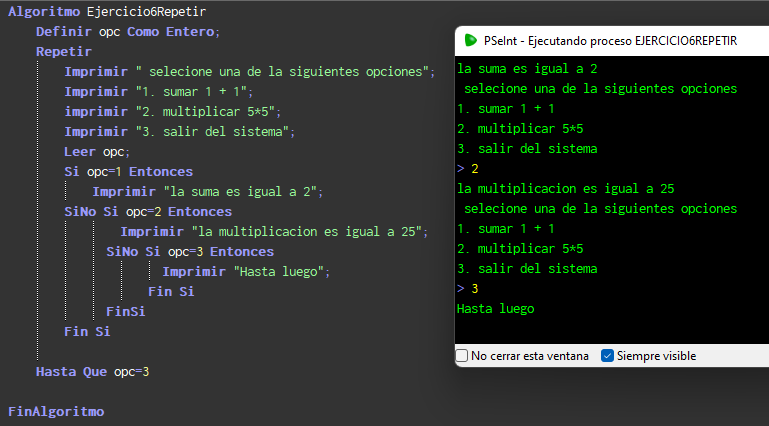 Algoritmo Ejercicio6Repetir
Definir opc Como Entero;
Repetir
Imprimir " selecione una de la siguientes opciones";
Imprimir "1. sumar 1 + 1";
imprimir "2. multiplicar 5*5";
Imprimir "3. salir del sistema";
Leer opc;
Si opc=1 Entonces
Imprimir "la suma es igual a 2";
SiNo Si opc=2 Entonces
Imprimir "la multiplicacion es igual a 25";
SiNo Si opc=3 Entonces
Imprimir "Hasta luego";
Fin Si
FinSi
Fin Si
Hasta Que opc=3
FinAlgoritmo
PSeInt - Ejecutando proceso EJERCICIO6REPETIR
la suma es igual a 2
selecione una de la siguientes opciones
1. sumar 1 + 1
2. multiplicar 5*5
3. salir del sistema
> 2
la multiplicacion es igual a 25
selecione una de la siguientes opciones
1. sumar 1 + 1
2. multiplicar 5*5
3. salir del sistema
> 3
Hasta luego
No cerrar esta ventana Siempre visible